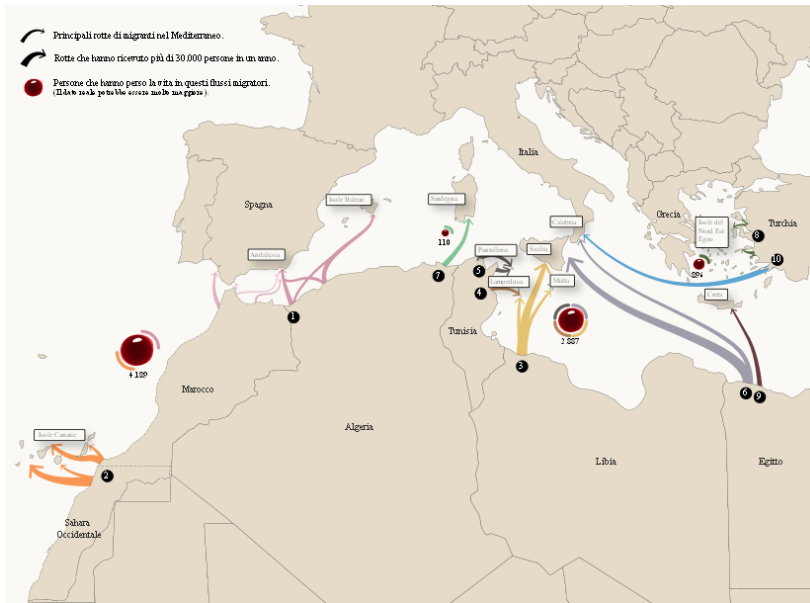 Principali rotte di migranti nel Mediterraneo.
Rotte che hanno ricevuto più di 30.000 persone in un anno.
Persone che hanno perso la vita in questi flussi migratori.
(Il dato reale potrebbe essere molto maggiore).
Italia
Spagna
Isole Baleari
Sardegna
Calabria
Grecia
Isole del
Nord Est
Egeo
Turchia
8
110
Andalusia
Pantelleria
Sicilia
10
7
5
894
Lampedusa
Malta
4
Creta
1
Tunisia
2.887
4.189
3
Marocco
6
9
Algeria
Isole Canarie
Libia
Egitto
2
Sahara
Occidentale